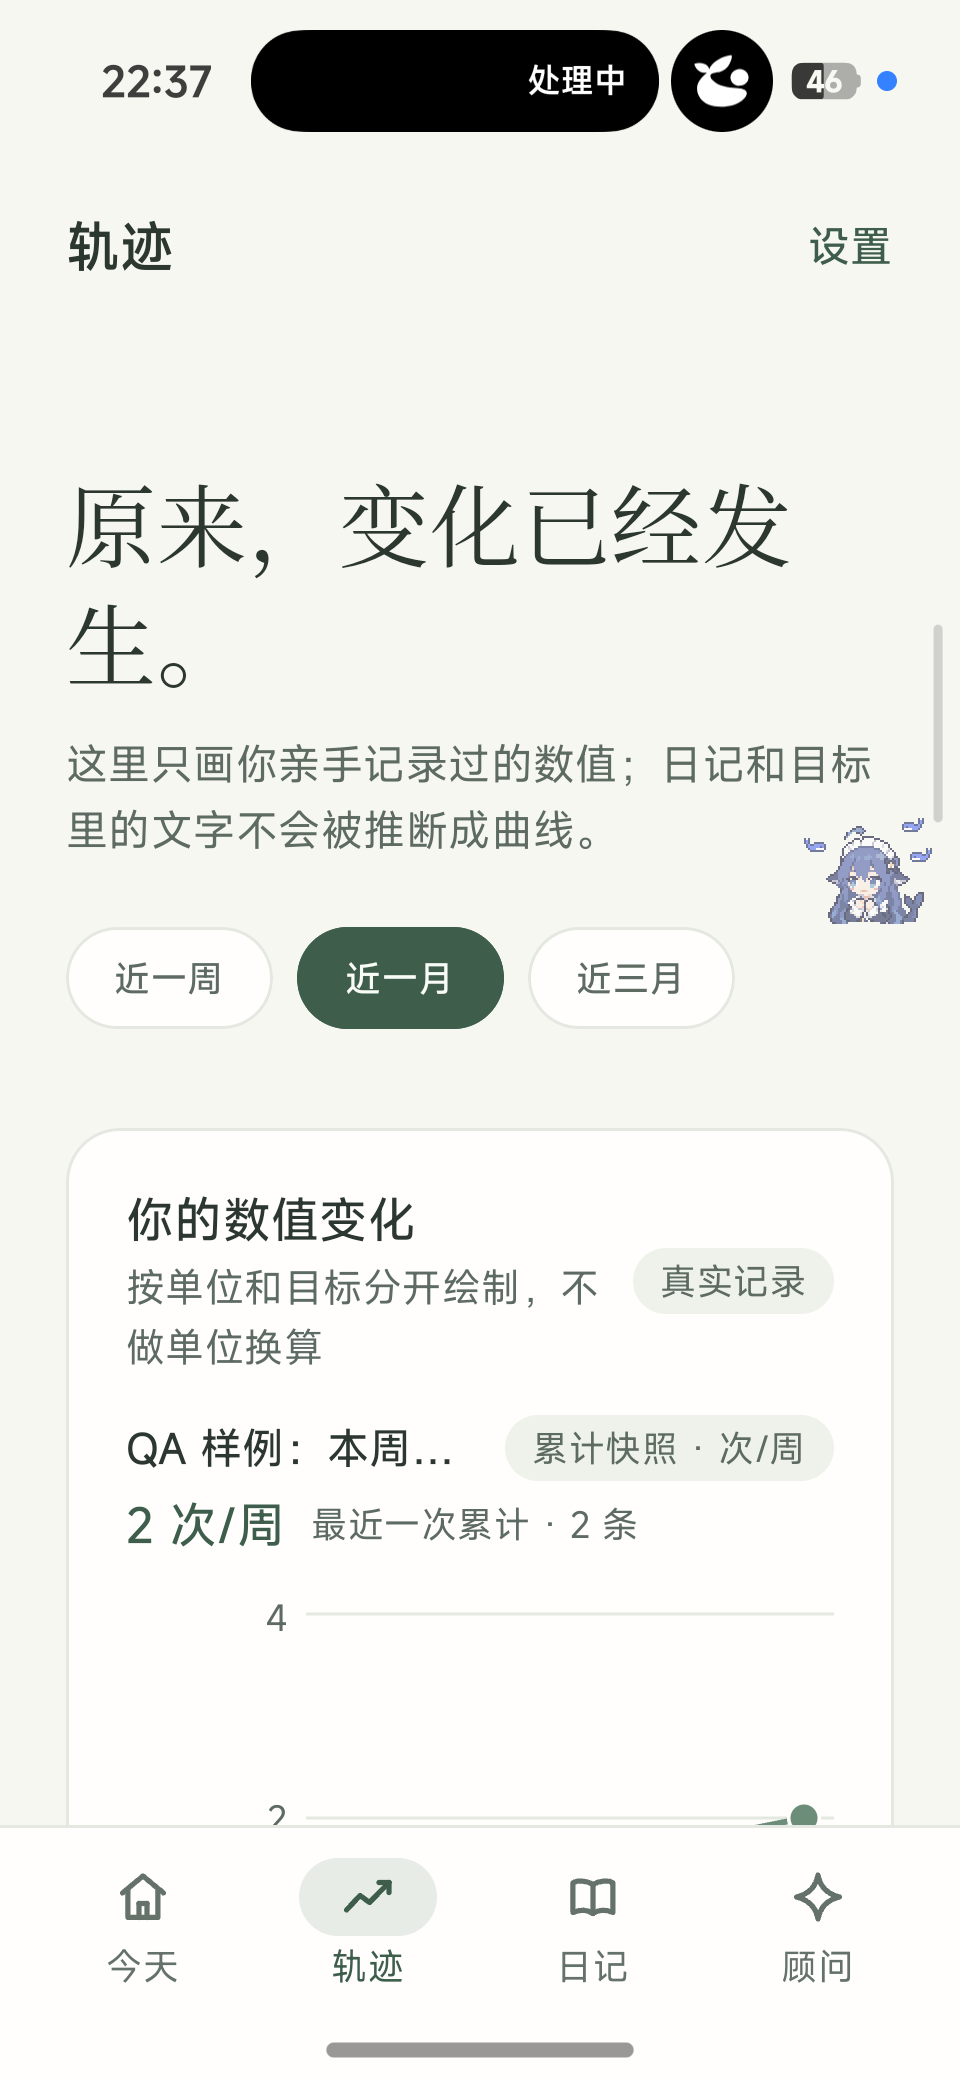 22:37
处理中
46
轨迹
设置
原来，变化已经发
生。
这里只画你亲手记录过的数值；日记和目标
里的文字不会被推断成曲线。
近一周
近一月
近三月
你的数值变化
按单位和目标分开绘制，不
做单位换算
真实记录
QA 样例：本周...
累计快照 · 次/周
2 次/周
最近一次累计 · 2 条
4
2
今天
轨迹
日记
顾问